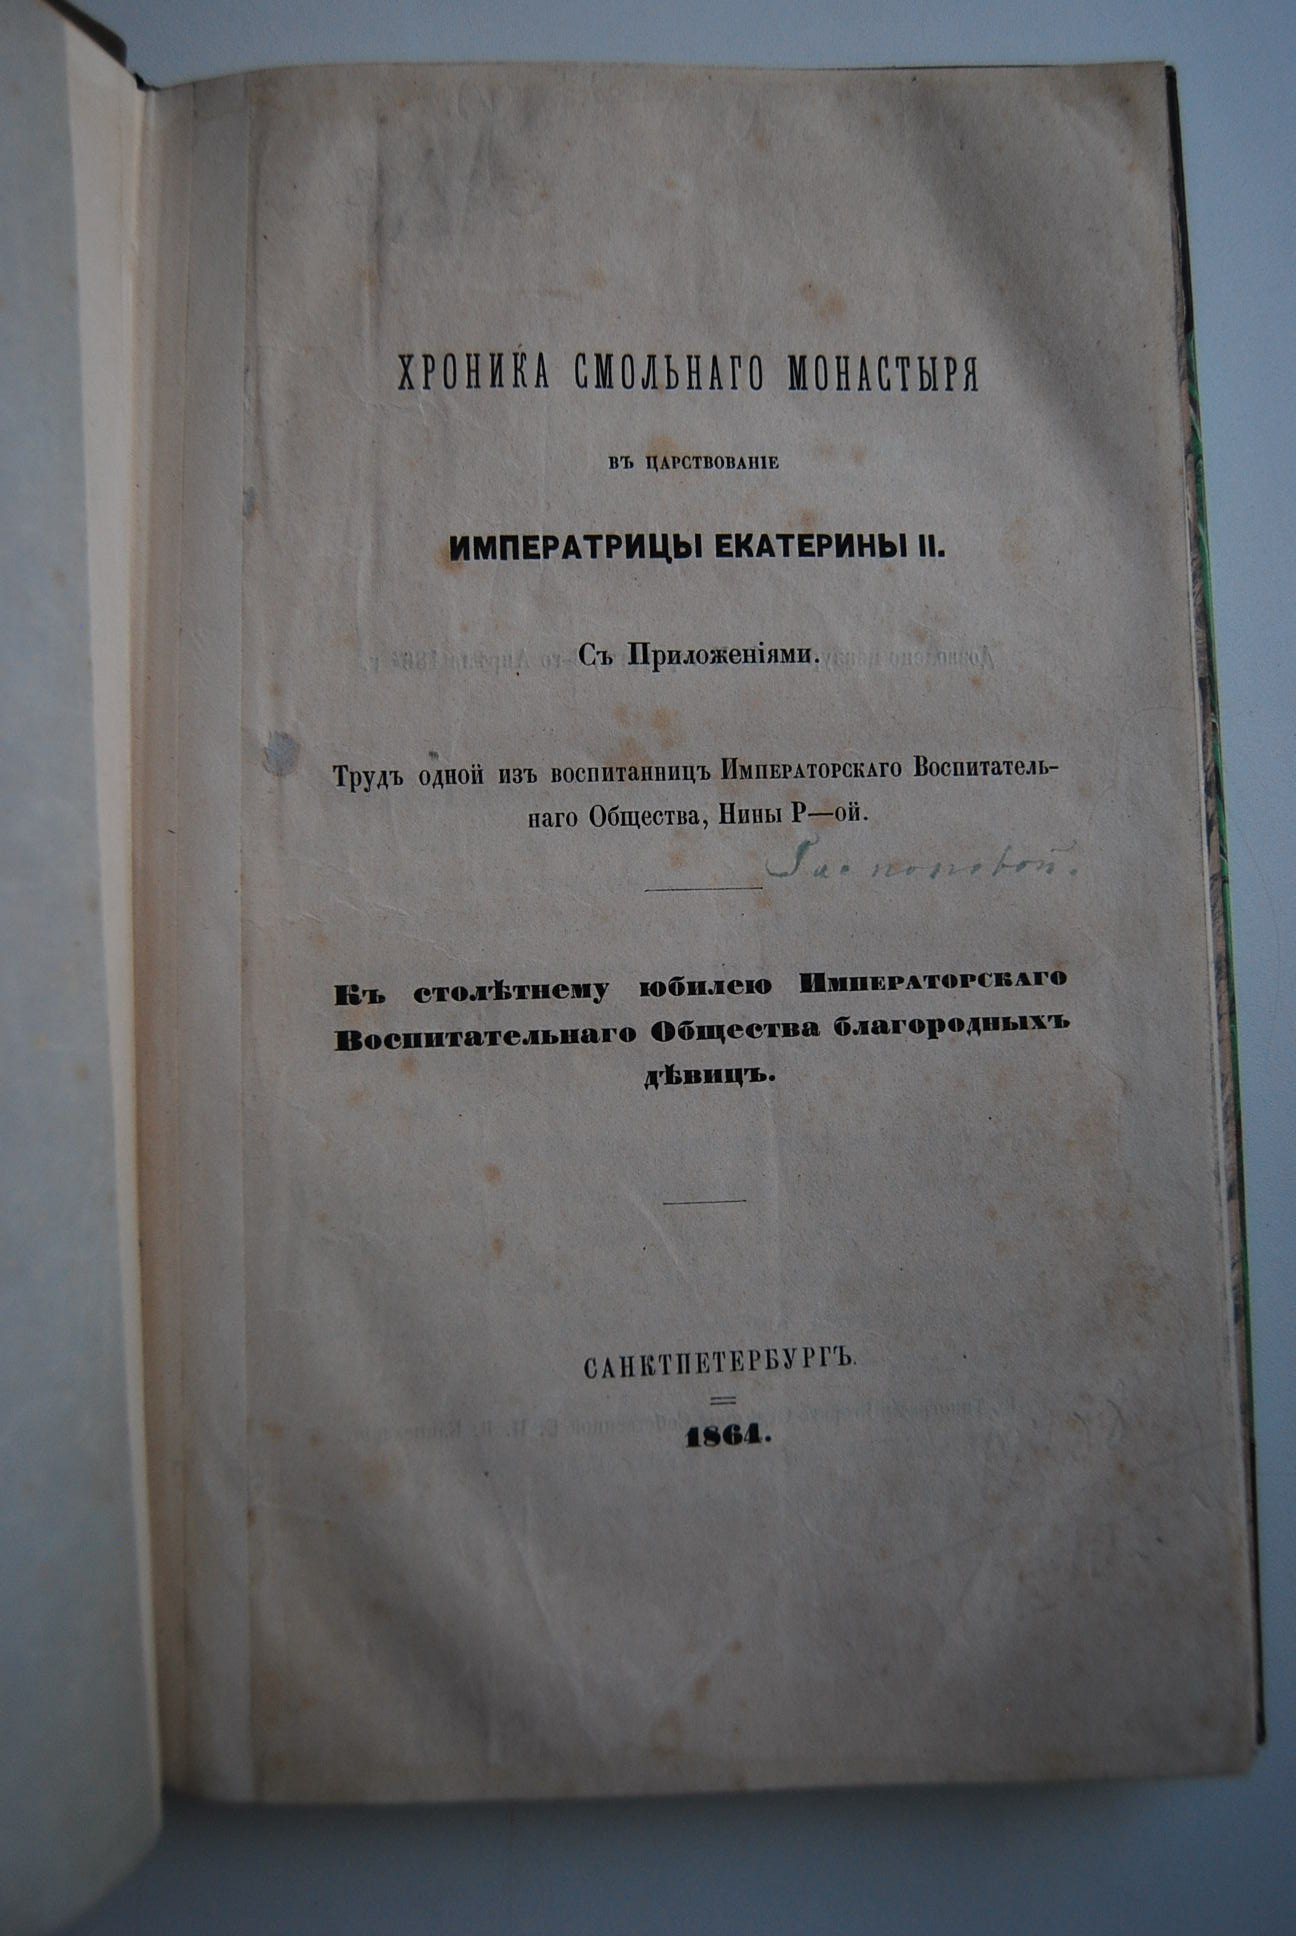 ХРОНИКА СМОЛЬНАГО МОНАСТЫРЯ
ВЪ ЦАРСТВОВАНІЕ
ИМПЕРАТРИЦЫ ЕКАТЕРИНЫ II.
Съ Приложеніями.
Трудъ одной изъ воспитанницъ Императорскаго Воспитатель-
наго Общества, Нины Р—ой.
Распоповой.
Къ столѣтнему юбилею Императорскаго
Воспитательнаго Общества благородныхъ
дѣвицъ.
САНКТПЕТЕРБУРГЪ.
1864.